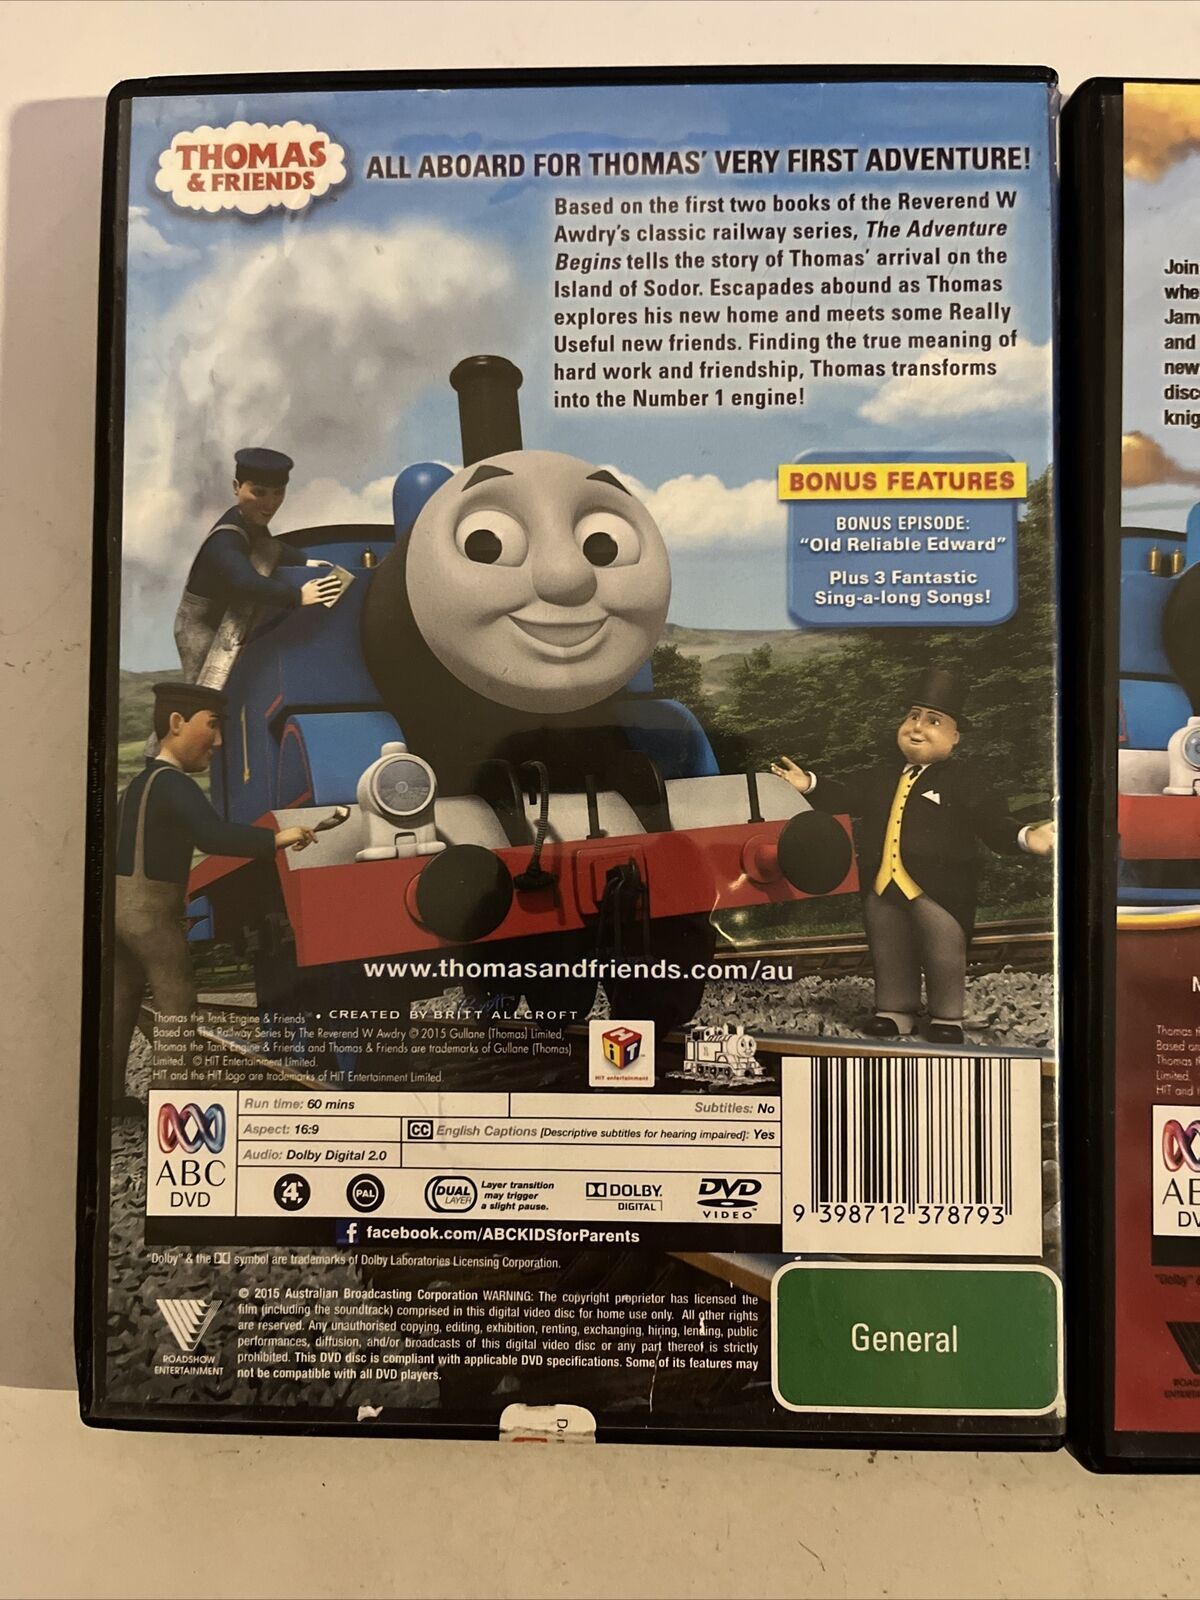 THOMAS
& FRIENDS
ALL ABOARD FOR THOMAS' VERY FIRST ADVENTURE!
Based on the first two books of the Reverend W
Awdry's classic railway series, The Adventure
Begins tells the story of Thomas' arrival on the
Island of Sodor. Escapades abound as Thomas
explores his new home and meets some Really
Useful new friends. Finding the true meaning of
hard work and friendship, Thomas transforms
into the Number 1 engine!
BONUS FEATURES
BONUS EPISODE:
"Old Reliable Edward"
Plus 3 Fantastic
Sing-a-long Songs!
www.thomasandfriends.com/au
Thomas the Tank Engine & Friends • CREATED BY BRITT ALLCROFT
Based on The Railway Series by The Reverend W Awdry © 2015 Gullane (Thomas) Limited.
Thomas the Tank Engine & Friends and Thomas & Friends are trademarks of Gullane (Thomas)
Limited. © HIT Entertainment Limited.
HIT and the HIT logo are trademarks of HIT Entertainment Limited.
HiT
HIT entertainment
ABC
DVD
Run time: 60 mins
Subtitles: No
Aspect: 16:9
CC English Captions [Descriptive subtitles for hearing impaired]: Yes
Audio: Dolby Digital 2.0
4
PAL
DUAL
LAYER
Layer transition
may trigger
a slight pause.
DOLBY
DIGITAL
DVD
VIDEO
9 398712 378793
f facebook.com/ABCKIDSforParents
"Dolby" & the symbol are trademarks of Dolby Laboratories Licensing Corporation.
ROADSHOW
ENTERTAINMENT
© 2015 Australian Broadcasting Corporation WARNING: The copyright proprietor has licensed the
film (including the soundtrack) comprised in this digital video disc for home use only. All other rights
are reserved. Any unauthorised copying, editing, exhibition, renting, exchanging, hiring, lending, public
performances, diffusion, and/or broadcasts of this digital video disc or any part thereof is strictly
prohibited. This DVD disc is compliant with applicable DVD specifications. Some of its features may
not be compatible with all DVD players.
General
Join
whe
Jam
and
new
disc
knig
Thomas
Based on
Thomas
Limited.
HIT and